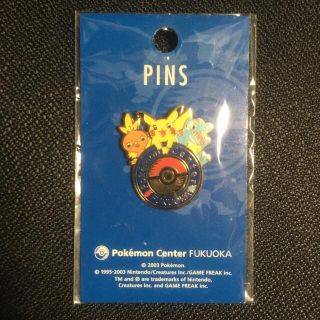 PINS
Pokémon Center FUKUOKA
© 2003 Pokémon.
© 1995-2003 Nintendo/Creatures Inc./GAME FREAK inc.
TM and ® are trademarks of Nintendo,
Creatures Inc. and GAME FREAK inc.